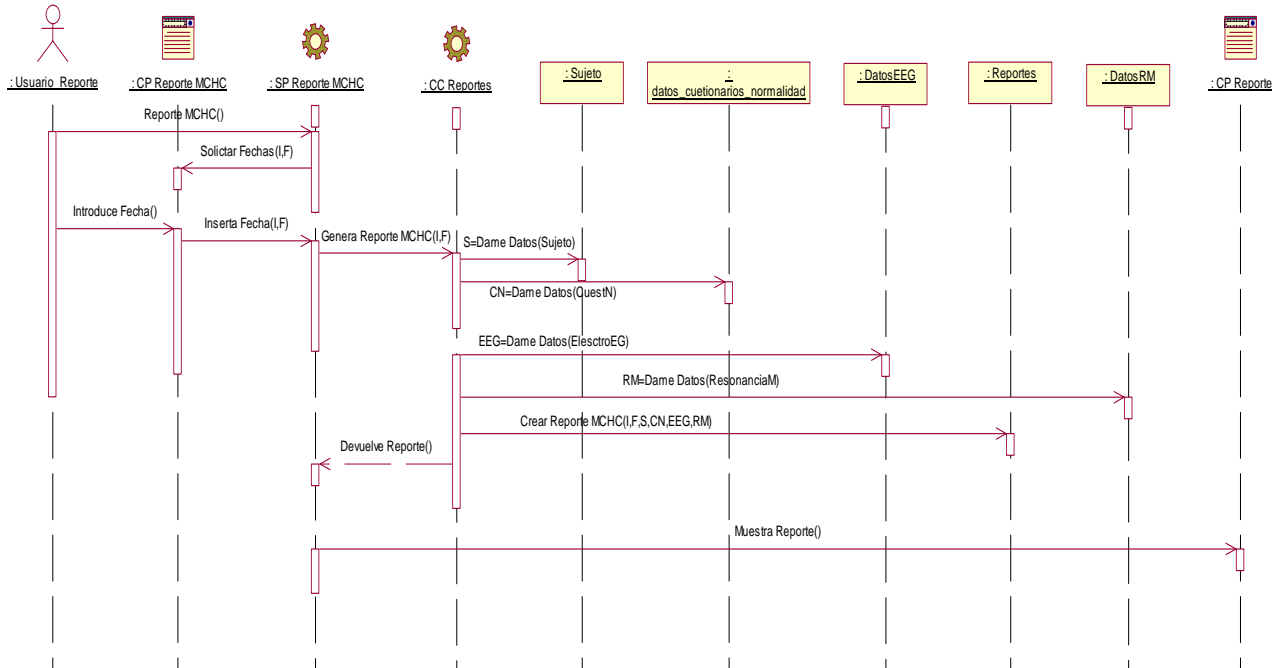 : Usuario_Reporte
: CP Reporte MCHC
: SP Reporte MCHC
: CC Reportes
: Sujeto
:
datos_cuetionarios_normalidad
: DatosEEG
: Reportes
: DatosRM
: CP Reporte
Reporte MCHC()
Solictar Fechas(I,F)
Introduce Fecha()
Inserta Fecha(I,F)
Genera Reporte MCHC(I,F)
S=Dame Datos(Sujeto)
CN=Dame Datos(CuestN)
EEG=Dame Datos(ElesctroEG)
RM=Dame Datos(ResonanciaM)
Crear Reporte MCHC(I,F,S,CN,EEG,RM)
Devuelve Reporte()
Muestra Reporte()